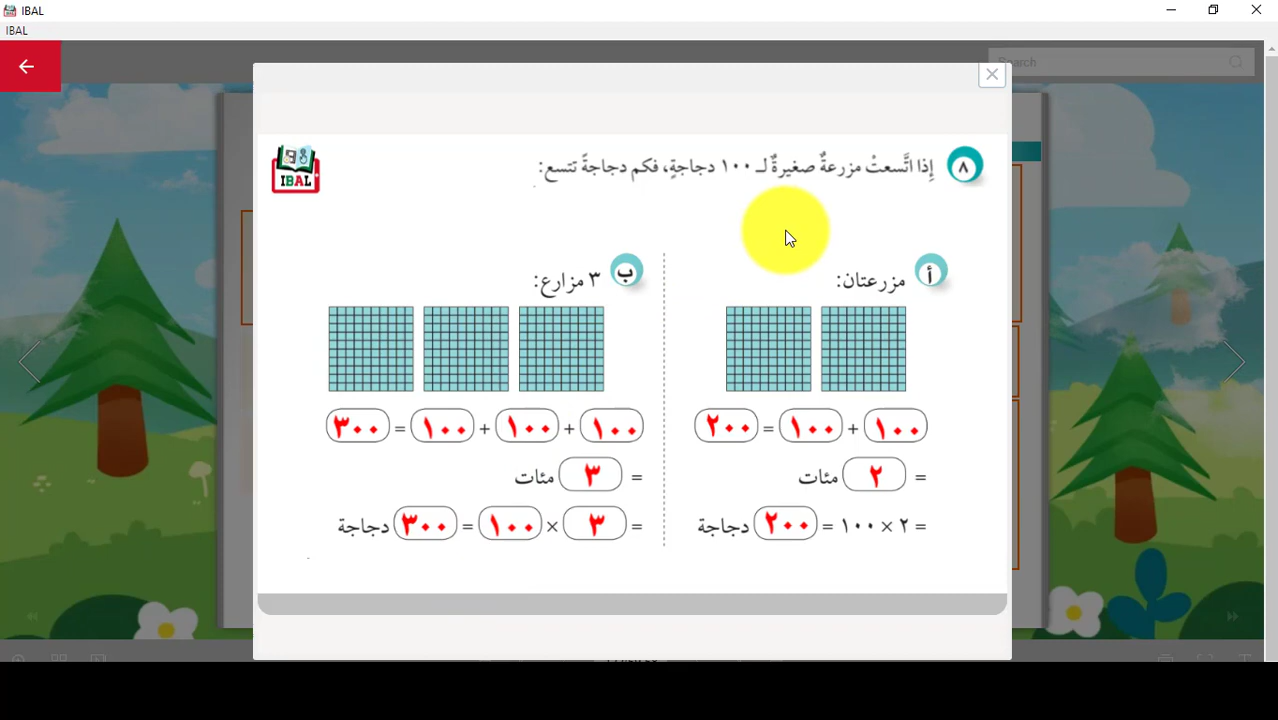 IBAL
IBAL
Search
٨ إِذا اتَّسعتْ مزرعةٌ صغيرةٌ لـ ١٠٠ دجاجةٍ، فكم دجاجةً تتسع:
IBAL
أ مزرعتان:
١٠٠ + ١٠٠ = ٢٠٠
= ٢ مئات
= ٢ × ١٠٠ = ٢٠٠ دجاجة
ب ٣ مزارع:
١٠٠ + ١٠٠ + ١٠٠ = ٣٠٠
= ٣ مئات
= ٣ × ١٠٠ = ٣٠٠ دجاجة